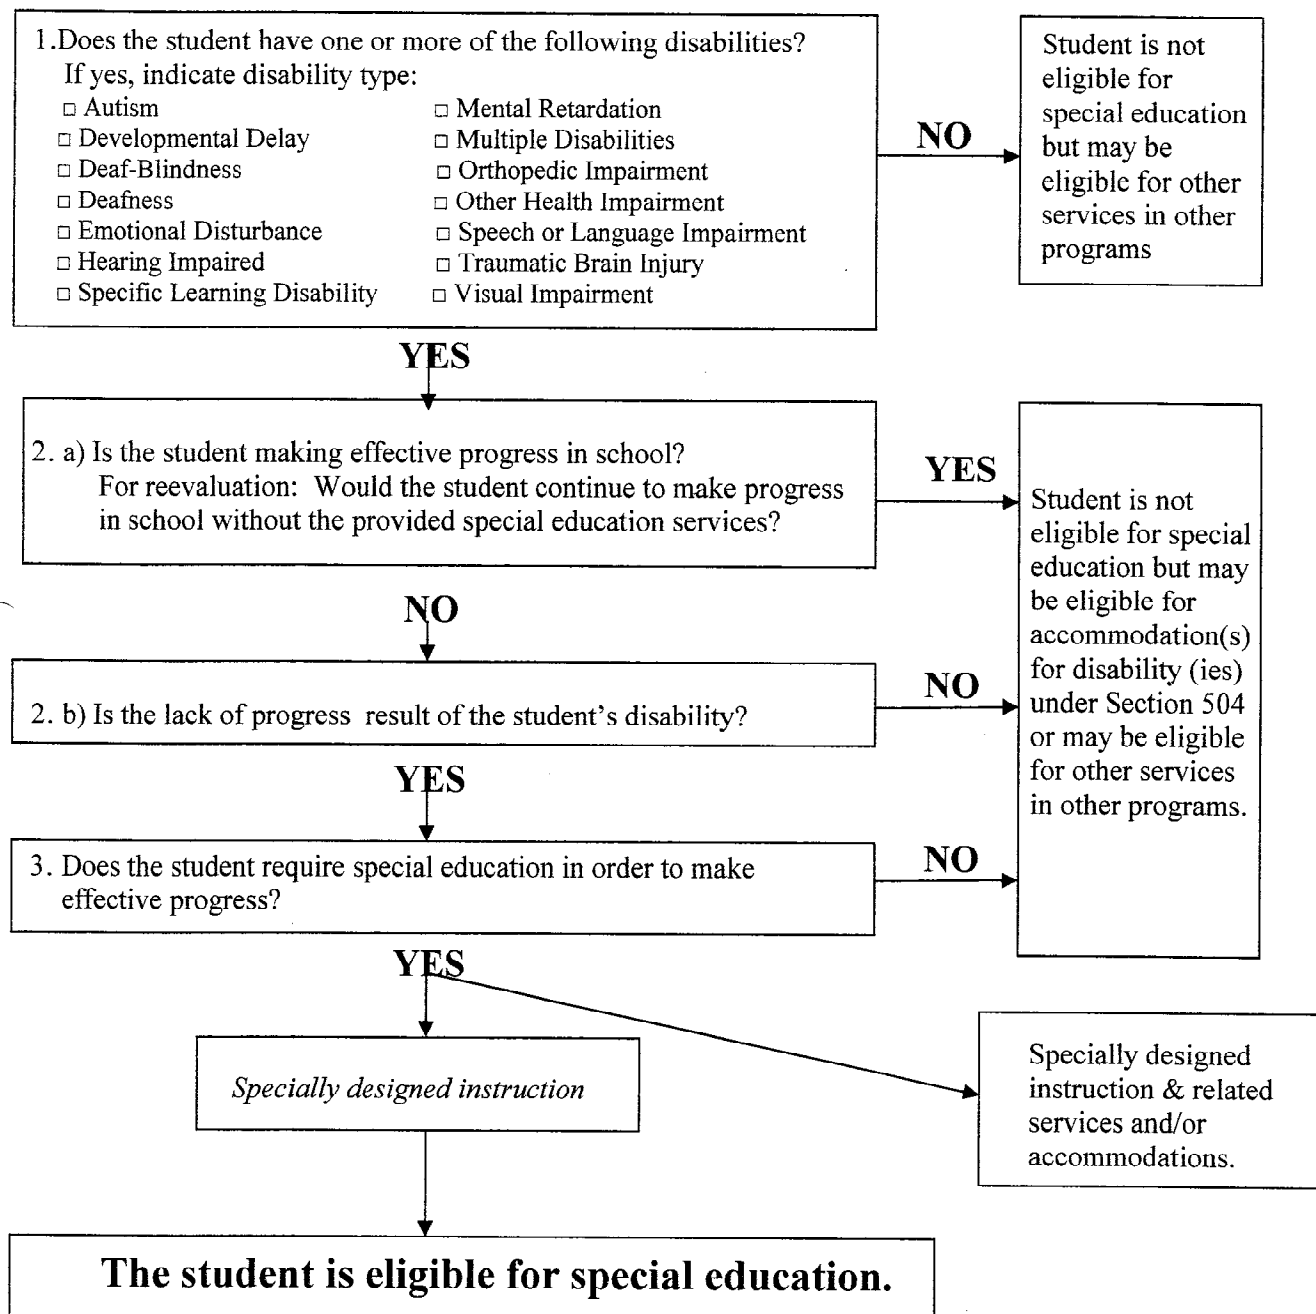 1.Does the student have one or more of the following disabilities?
If yes, indicate disability type:
□ Autism
□ Developmental Delay
□ Deaf-Blindness
□ Deafness
□ Emotional Disturbance
□ Hearing Impaired
□ Specific Learning Disability
□ Mental Retardation
□ Multiple Disabilities
□ Orthopedic Impairment
□ Other Health Impairment
□ Speech or Language Impairment
□ Traumatic Brain Injury
□ Visual Impairment
NO
Student is not
eligible for
special education
but may be
eligible for other
services in other
programs
YES
2. a) Is the student making effective progress in school?
For reevaluation: Would the student continue to make progress
in school without the provided special education services?
YES
Student is not
eligible for special
education but may
be eligible for
accommodation(s)
for disability (ies)
under Section 504
or may be eligible
for other services
in other programs.
NO
2. b) Is the lack of progress result of the student's disability?
NO
YES
3. Does the student require special education in order to make
effective progress?
NO
YES
Specially designed instruction
Specially designed
instruction & related
services and/or
accommodations.
The student is eligible for special education.